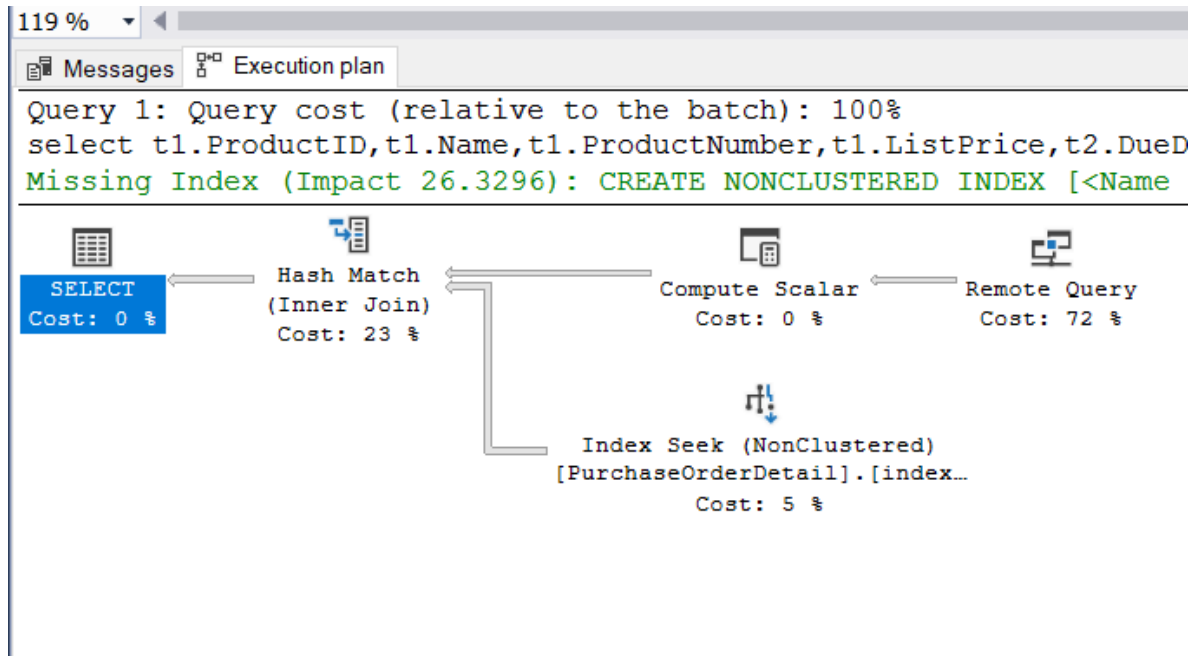 119 %
Messages
Execution plan
Query 1: Query cost (relative to the batch): 100%
select t1.ProductID,t1.Name,t1.ProductNumber,t1.ListPrice,t2.DueD
Missing Index (Impact 26.3296): CREATE NONCLUSTERED INDEX [<Name
SELECT
Cost: 0 %
Hash Match
(Inner Join)
Cost: 23 %
Compute Scalar
Cost: 0 %
Remote Query
Cost: 72 %
Index Seek (NonClustered)
[PurchaseOrderDetail].[index…
Cost: 5 %